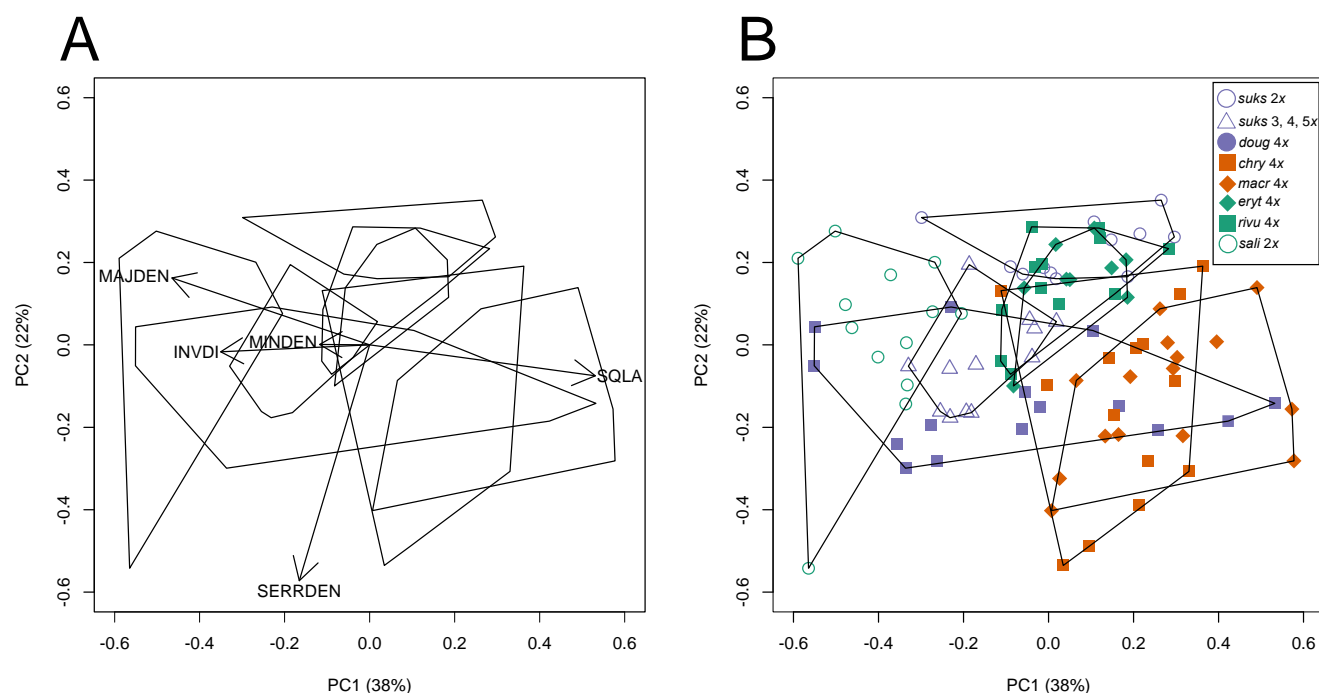 A
B
0.6
0.4
0.2
0.0
-0.2
-0.4
-0.6
PC2 (22%)
MAJDEN
INVDI
MINDEN
SQLA
SERRDEN
-0.6 -0.4 -0.2 0.0 0.2 0.4 0.6
PC1 (38%)
0.6
0.4
0.2
0.0
-0.2
-0.4
-0.6
PC2 (22%)
suks 2x
suks 3, 4, 5x
doug 4x
chry 4x
macr 4x
eryt 4x
rivu 4x
sali 2x
-0.6 -0.4 -0.2 0.0 0.2 0.4 0.6
PC1 (38%)